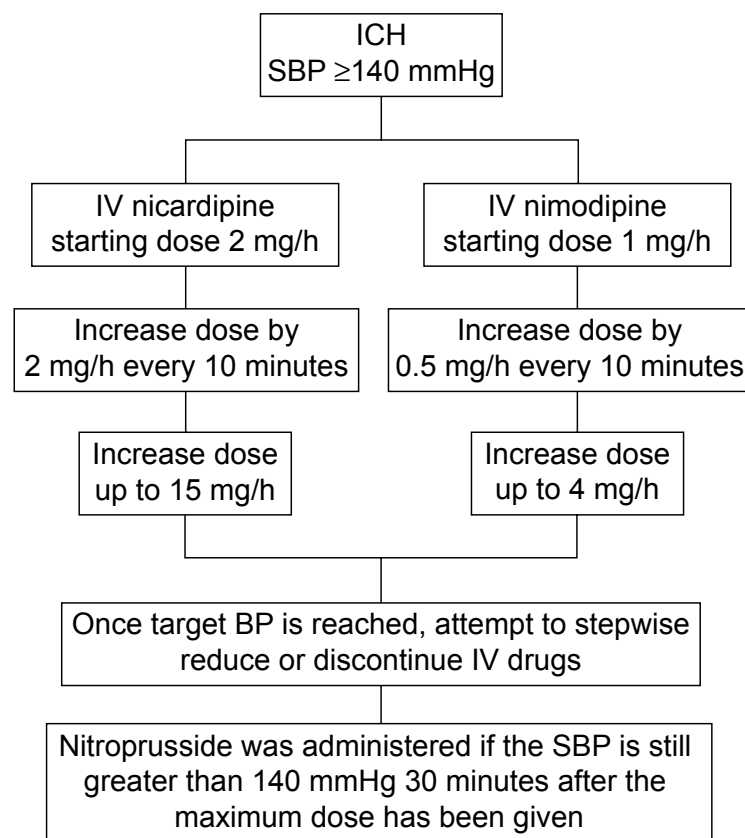 ICH
SBP ≥140 mmHg
IV nicardipine
starting dose 2 mg/h
IV nimodipine
starting dose 1 mg/h
Increase dose by
2 mg/h every 10 minutes
Increase dose by
0.5 mg/h every 10 minutes
Increase dose
up to 15 mg/h
Increase dose
up to 4 mg/h
Once target BP is reached, attempt to stepwise
reduce or discontinue IV drugs
Nitroprusside was administered if the SBP is still
greater than 140 mmHg 30 minutes after the
maximum dose has been given